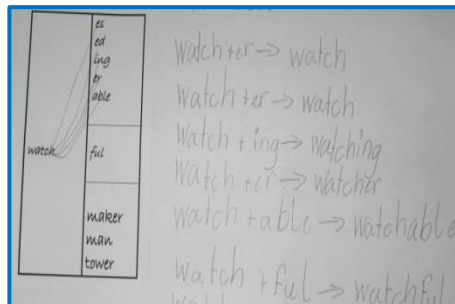 es
ed
ing
er
able
watch
ful
maker
man
tower
watch +er → watch
watch +er → watch
watch + ing → watching
watch + er → watcher
watch + able → watchable
watch + ful → watchful